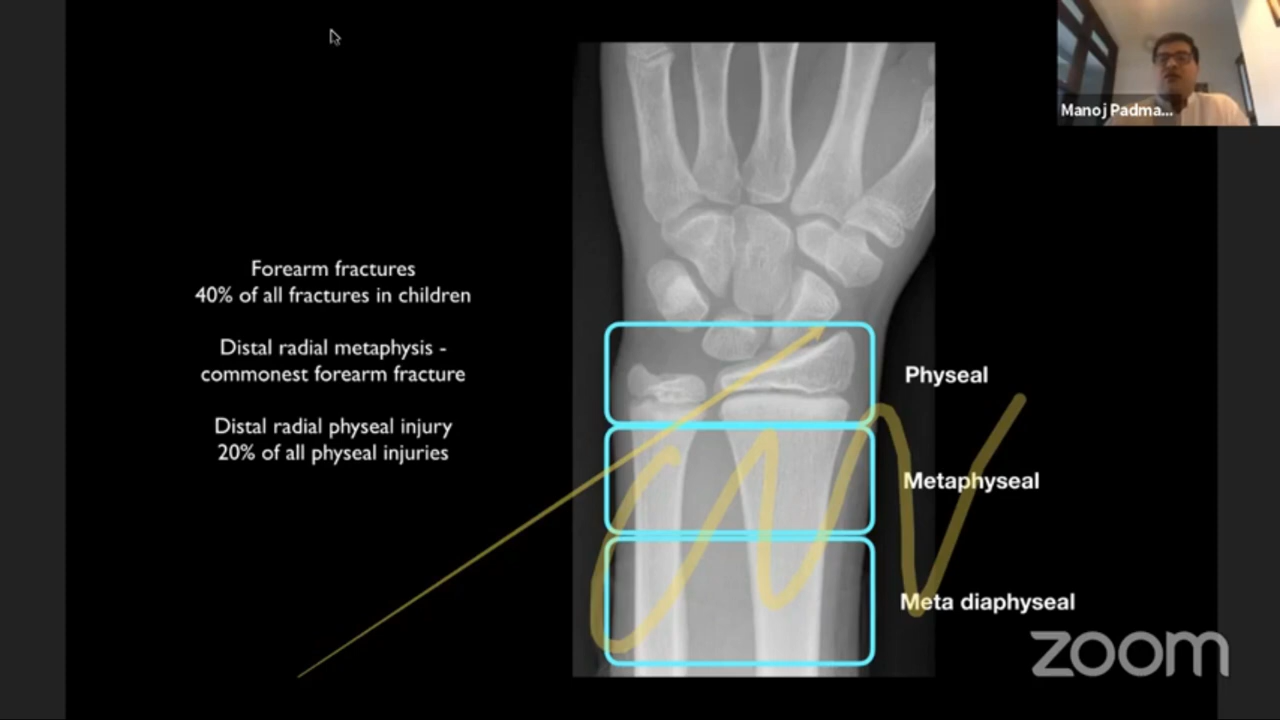 Manoj Padma...
Forearm fractures
40% of all fractures in children
Distal radial metaphysis -
commonest forearm fracture
Distal radial physeal injury
20% of all physeal injuries
Physeal
Metaphyseal
Meta diaphyseal
zoom